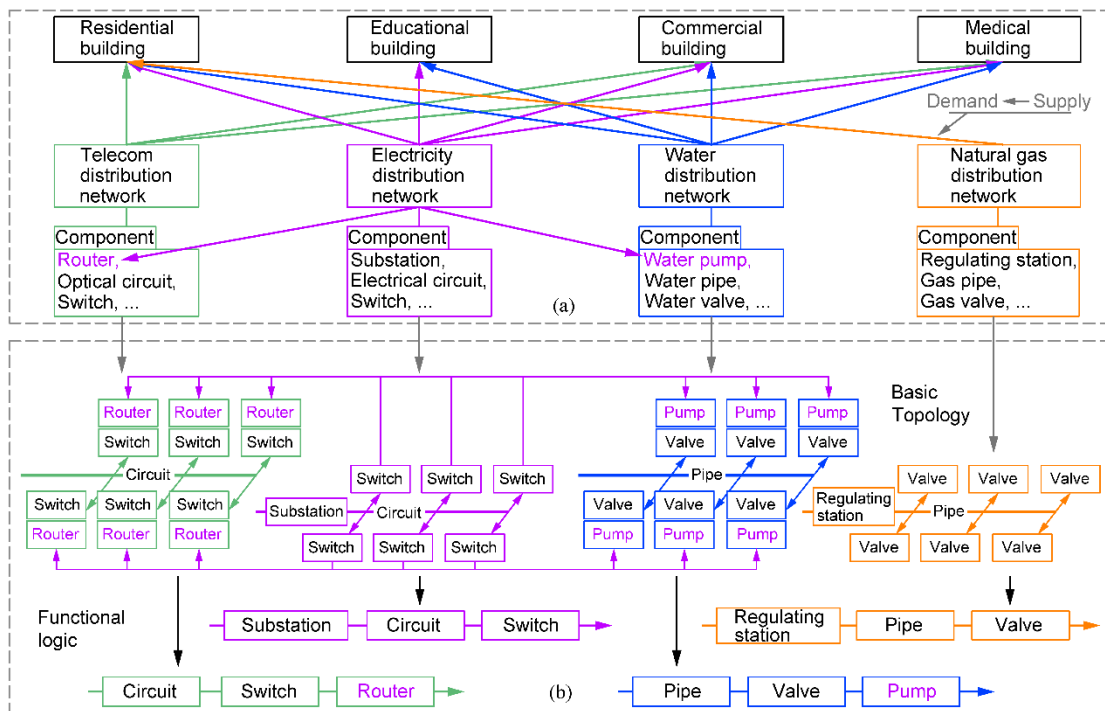 Residential
building
Educational
building
Commercial
building
Medical
building
Demand
Supply
Telecom
distribution
network
Electricity
distribution
network
Water
distribution
network
Natural gas
distribution
network
Component
Router,
Optical circuit,
Switch, ...
Component
Substation,
Electrical circuit,
Switch, ...
Component
Water pump,
Water pipe,
Water valve, ...
Component
Regulating station,
Gas pipe,
Gas valve, ...
(a)
Basic
Topology
Router
Router
Router
Switch
Switch
Switch
Circuit
Switch
Switch
Switch
Router
Router
Router
Switch
Switch
Switch
Substation
Circuit
Switch
Switch
Switch
Pump
Pump
Pump
Valve
Valve
Valve
Pipe
Valve
Valve
Valve
Pump
Pump
Pump
Valve
Valve
Valve
Regulating
station
Pipe
Valve
Valve
Valve
Functional
logic
Substation
Circuit
Switch
Regulating
station
Pipe
Valve
Circuit
Switch
Router
(b)
Pipe
Valve
Pump